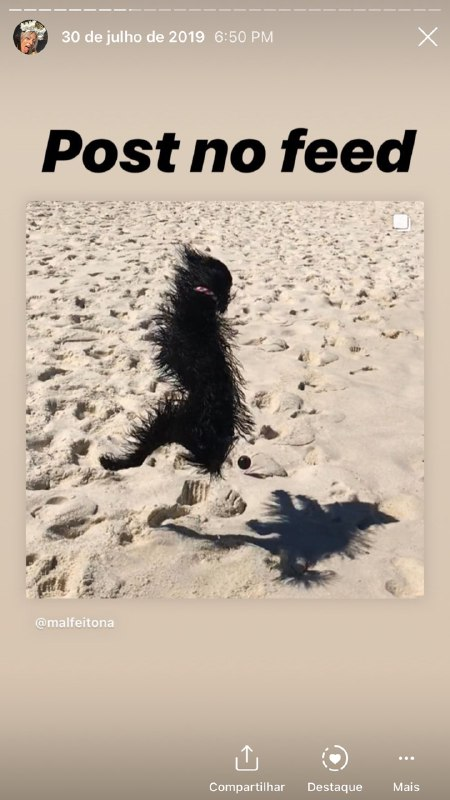 30 de julho de 2019 6:50 PM
Post no feed
@malfeitona
Compartilhar
Destaque
Mais